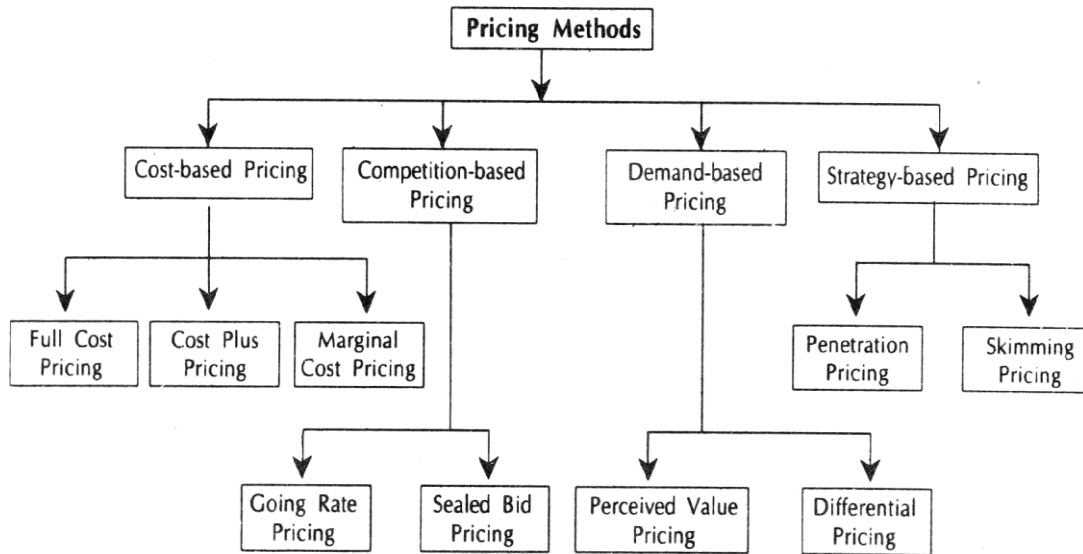 Pricing Methods
Cost-based Pricing
Competition-based
Pricing
Demand-based
Pricing
Strategy-based Pricing
Full Cost
Pricing
Cost Plus
Pricing
Marginal
Cost Pricing
Penetration
Pricing
Skimming
Pricing
Going Rate
Pricing
Sealed Bid
Pricing
Perceived Value
Pricing
Differential
Pricing